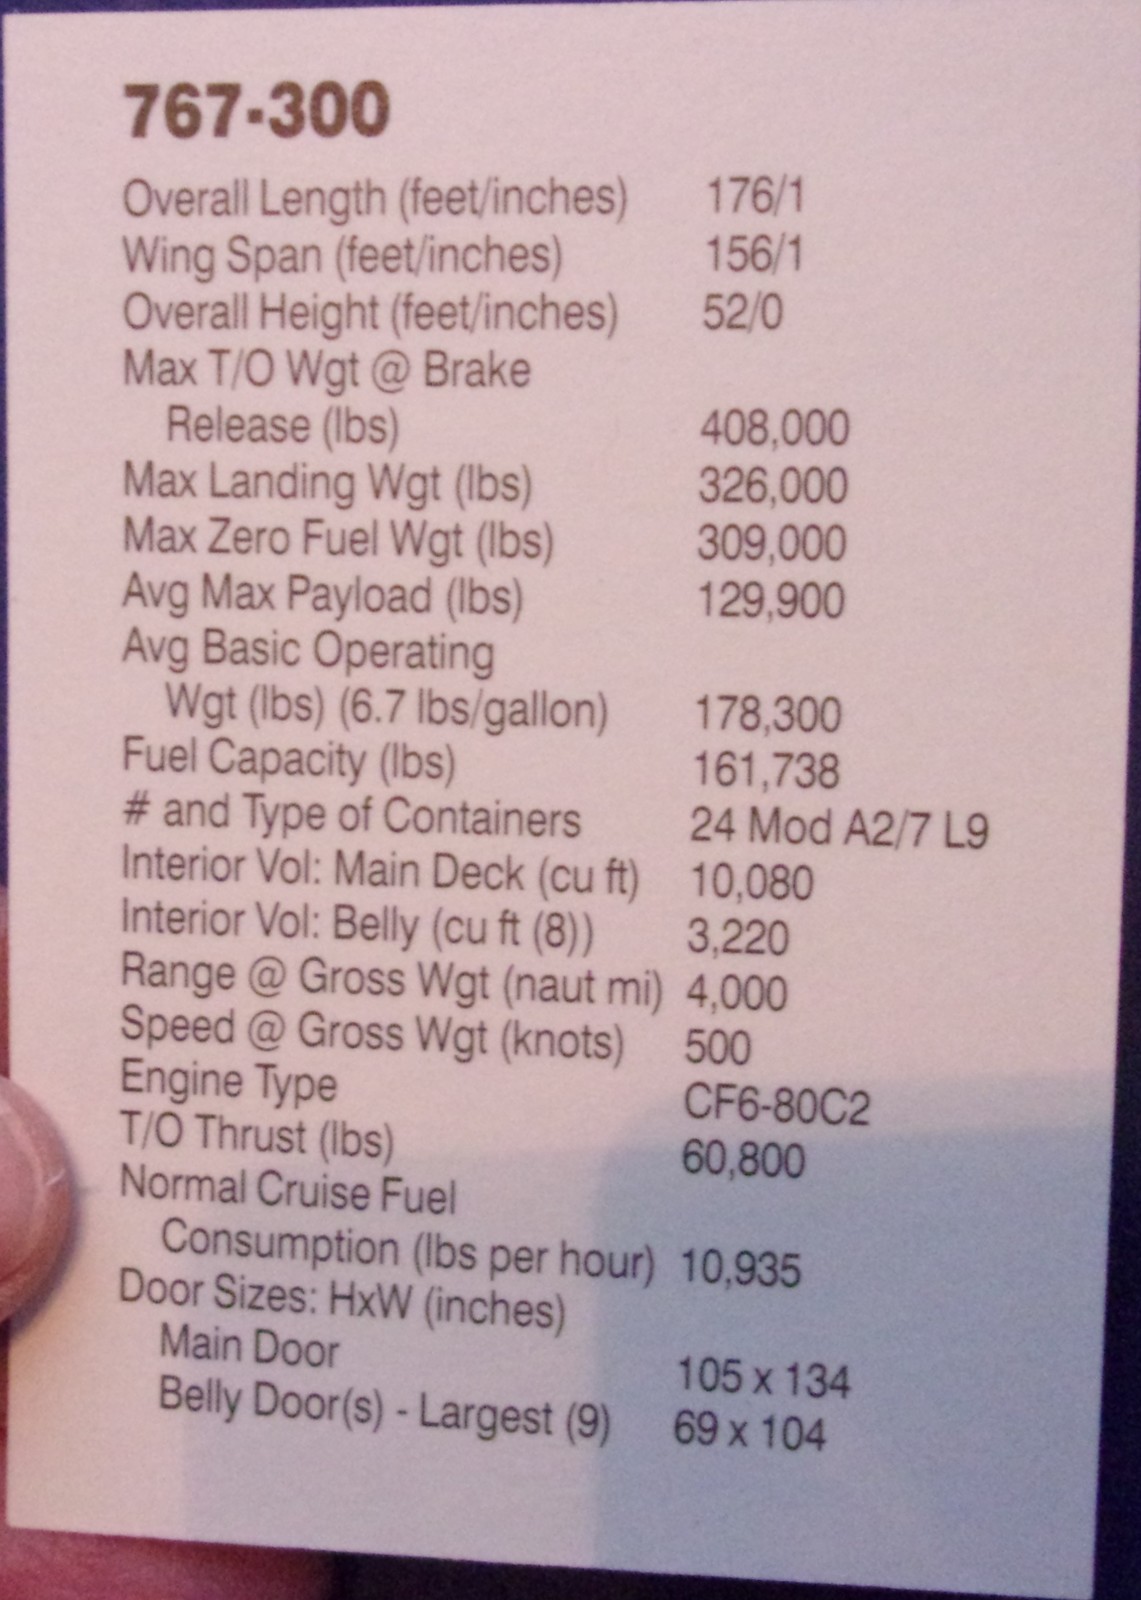 767-300
Overall Length (feet/inches) 176/1
Wing Span (feet/inches) 156/1
Overall Height (feet/inches) 52/0
Max T/O Wgt @ Brake
Release (lbs) 408,000
Max Landing Wgt (lbs) 326,000
Max Zero Fuel Wgt (lbs) 309,000
Avg Max Payload (lbs) 129,900
Avg Basic Operating
Wgt (lbs) (6.7 lbs/gallon) 178,300
Fuel Capacity (lbs) 161,738
# and Type of Containers 24 Mod A2/7 L9
Interior Vol: Main Deck (cu ft) 10,080
Interior Vol: Belly (cu ft (8)) 3,220
Range @ Gross Wgt (naut mi) 4,000
Speed @ Gross Wgt (knots) 500
Engine Type CF6-80C2
T/O Thrust (lbs) 60,800
Normal Cruise Fuel
Consumption (lbs per hour) 10,935
Door Sizes: HxW (inches)
Main Door 105 x 134
Belly Door(s) - Largest (9) 69 x 104